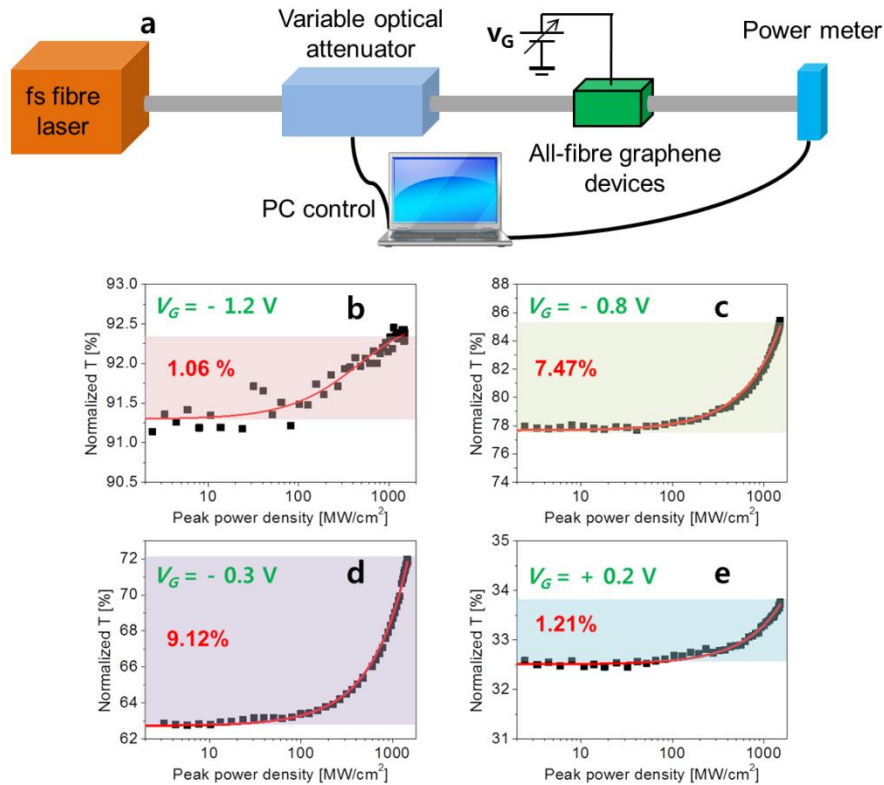 a
Variable optical
attenuator
V_G
Power meter
fs fibre
laser
All-fibre graphene
devices
PC control
93.0
92.5
92.0
91.5
91.0
90.5
Normalized T [%]
V_G = - 1.2 V
b
1.06 %
10
100
1000
Peak power density [MW/cm²]
88
86
84
82
80
78
76
74
Normalized T [%]
V_G = - 0.8 V
c
7.47%
10
100
1000
Peak power density [MW/cm²]
72
70
68
66
64
62
Normalized T [%]
V_G = - 0.3 V
d
9.12%
10
100
1000
Peak power density [MW/cm²]
35
34
33
32
31
Normalized T [%]
V_G = + 0.2 V
e
1.21%
10
100
1000
Peak power density [MW/cm²]